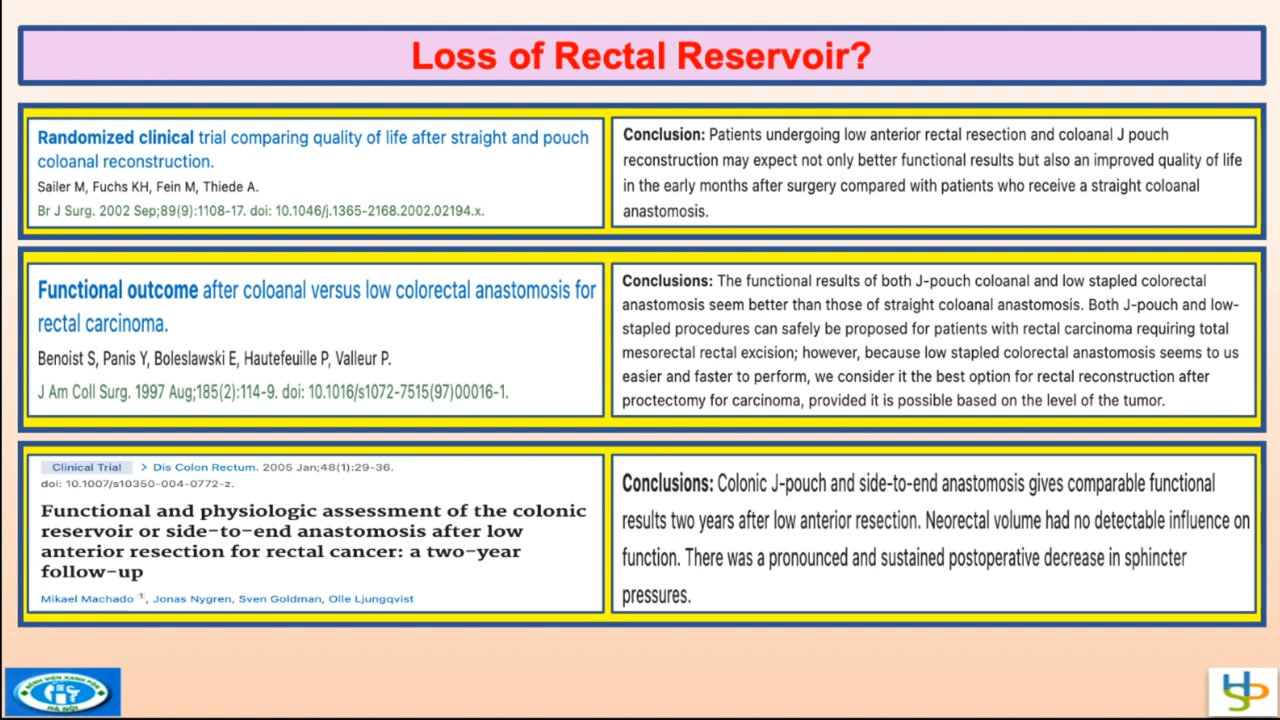 Loss of Rectal Reservoir?
Randomized clinical trial comparing quality of life after straight and pouch
coloanal reconstruction.
Sailer M, Fuchs KH, Fein M, Thiede A.
Br J Surg. 2002 Sep;89(9):1108-17. doi: 10.1046/j.1365-2168.2002.02194.x.
Conclusion: Patients undergoing low anterior rectal resection and coloanal J pouch
reconstruction may expect not only better functional results but also an improved quality of life
in the early months after surgery compared with patients who receive a straight coloanal
anastomosis.
Functional outcome after coloanal versus low colorectal anastomosis for
rectal carcinoma.
Benoist S, Panis Y, Boleslawski E, Hautefeuille P, Valleur P.
J Am Coll Surg. 1997 Aug;185(2):114-9. doi: 10.1016/s1072-7515(97)00016-1.
Conclusions: The functional results of both J-pouch coloanal and low stapled colorectal
anastomosis seem better than those of straight coloanal anastomosis. Both J-pouch and low-
stapled procedures can safely be proposed for patients with rectal carcinoma requiring total
mesorectal rectal excision; however, because low stapled colorectal anastomosis seems to us
easier and faster to perform, we consider it the best option for rectal reconstruction after
proctectomy for carcinoma, provided it is possible based on the level of the tumor.
Clinical Trial > Dis Colon Rectum. 2005 Jan;48(1):29-36.
doi: 10.1007/s10350-004-0772-z.
Functional and physiologic assessment of the colonic
reservoir or side-to-end anastomosis after low
anterior resection for rectal cancer: a two-year
follow-up
Mikael Machado 1, Jonas Nygren, Sven Goldman, Olle Ljungqvist
Conclusions: Colonic J-pouch and side-to-end anastomosis gives comparable functional
results two years after low anterior resection. Neorectal volume had no detectable influence on
function. There was a pronounced and sustained postoperative decrease in sphincter
pressures.
HÀ NỘI